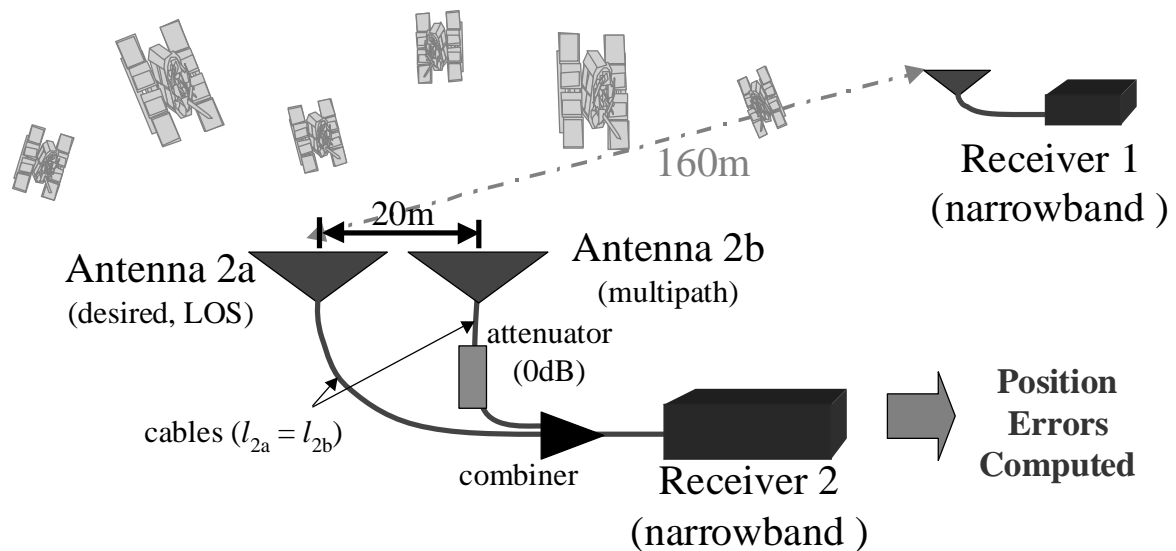 160m
Receiver 1
(narrowband )
20m
Antenna 2a
(desired, LOS)
Antenna 2b
(multipath)
attenuator
(0dB)
cables (l2a = l2b)
combiner
Receiver 2
(narrowband )
Position
Errors
Computed